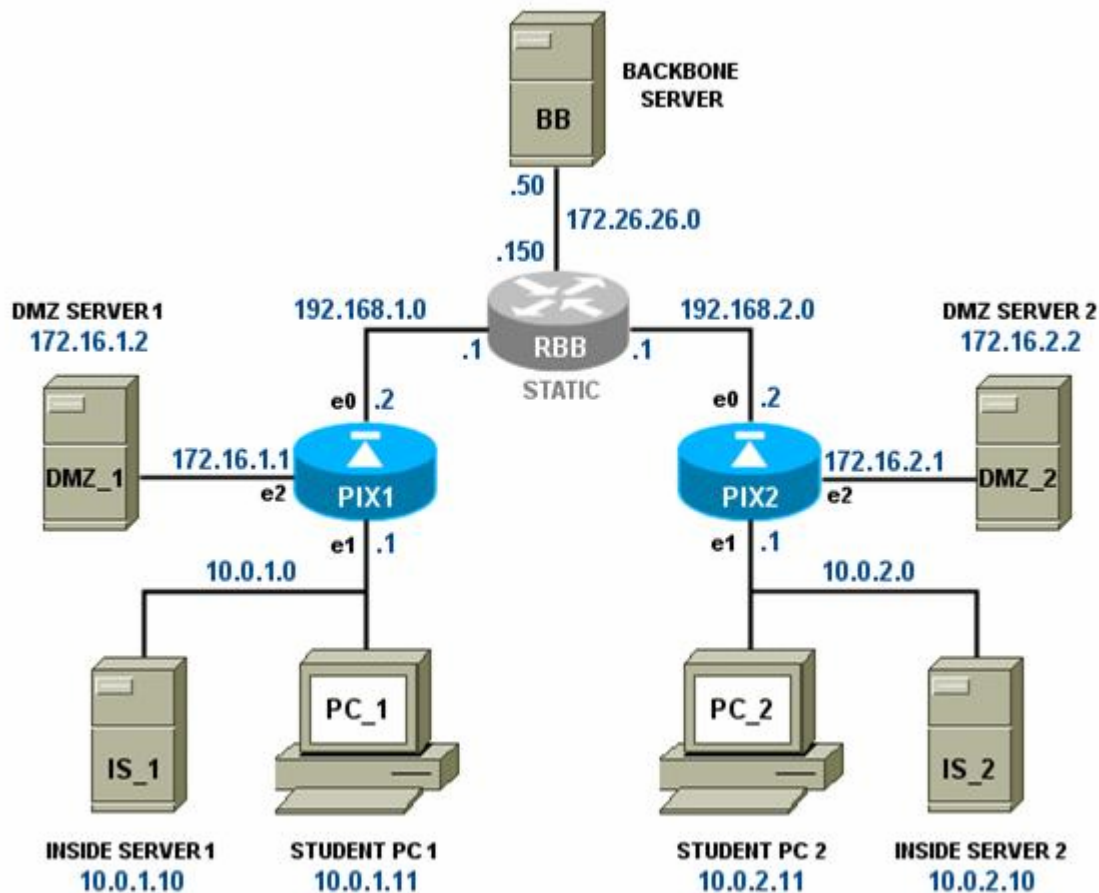 BACKBONE
SERVER
BB
.50
172.26.26.0
.150
DMZ SERVER 1
172.16.1.2
192.168.1.0
192.168.2.0
DMZ SERVER 2
172.16.2.2
.1
RBB
.1
STATIC
e0
.2
e0
.2
DMZ_1
172.16.1.1
e2
PIX1
PIX2
172.16.2.1
e2
DMZ_2
e1
.1
e1
.1
10.0.1.0
10.0.2.0
IS_1
PC_1
PC_2
IS_2
INSIDE SERVER 1
10.0.1.10
STUDENT PC 1
10.0.1.11
STUDENT PC 2
10.0.2.11
INSIDE SERVER 2
10.0.2.10